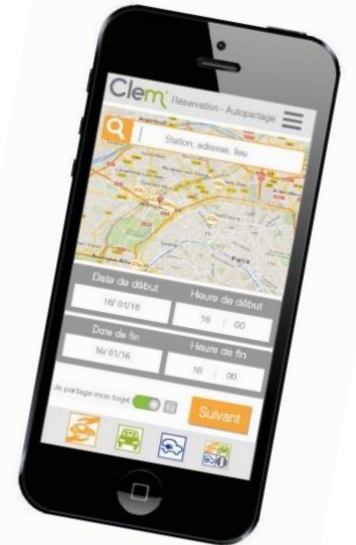 Clem'
Réservation - Autopartage
Station, adresse, lieu
Paris
Date de début
Heure de début
16/ 01/16
16 : 00
Date de fin
Heure de fin
16/ 01/16
16 : 00
Je partage mon trajet
Suivant